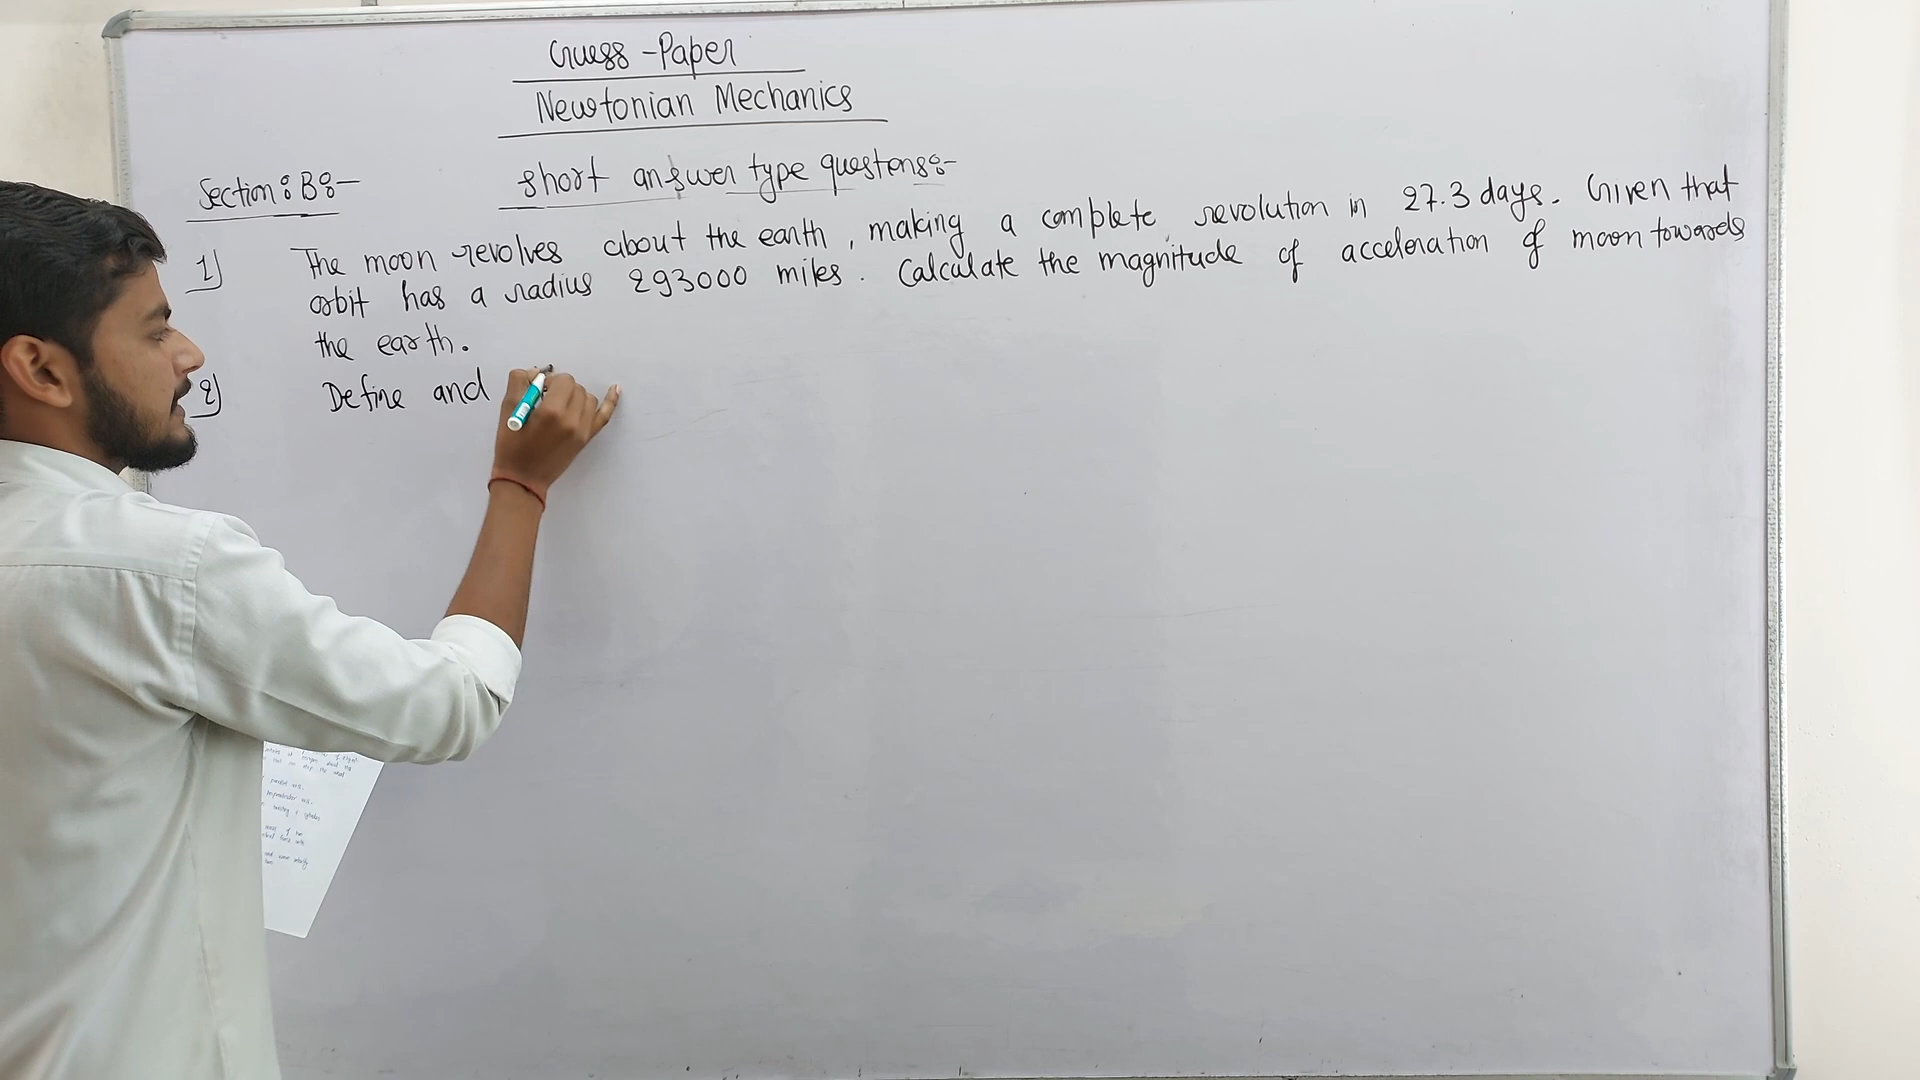 Guess - Paper
Newtonian Mechanics
Section : B :- short answer type questens :-
1) The moon revolves about the earth, making a complete revolution in 27.3 days. Given that
orbit has a radius 293000 miles. Calculate the magnitude of acceleration of moon towards
the earth.
2) Define and